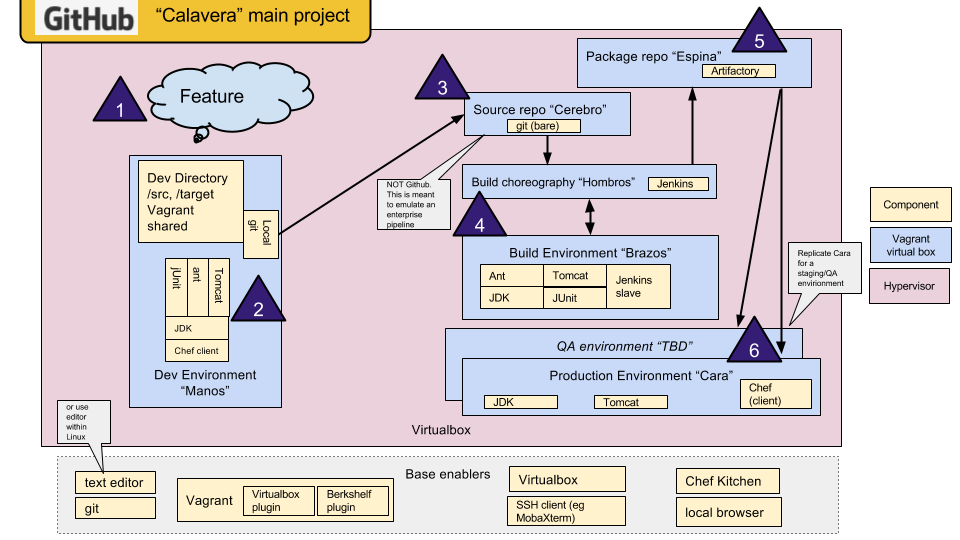 GitHub
“Calavera” main project
1
Feature
3
5
Package repo “Espina”
Artifactory
Source repo “Cerebro”
git (bare)
NOT Github.
This is meant
to emulate an
enterprise
pipeline
Build choreography “Hombros”
Jenkins
4
Build Environment “Brazos”
Ant
Tomcat
Jenkins
slave
JDK
JUnit
Dev Directory
/src, /target
Vagrant
shared
Local
git
jUnit
ant
Tomcat
2
JDK
Chef client
Dev Environment
“Manos”
Replicate Cara
for a
staging/QA
envirionment
Component
Vagrant
virtual box
Hypervisor
6
QA environment “TBD”
Production Environment “Cara”
JDK
Tomcat
Chef
(client)
Virtualbox
or use
editor
within
Linux
Base enablers
text editor
git
Vagrant
Virtualbox
plugin
Berkshelf
plugin
Virtualbox
SSH client (eg
MobaXterm)
Chef Kitchen
local browser